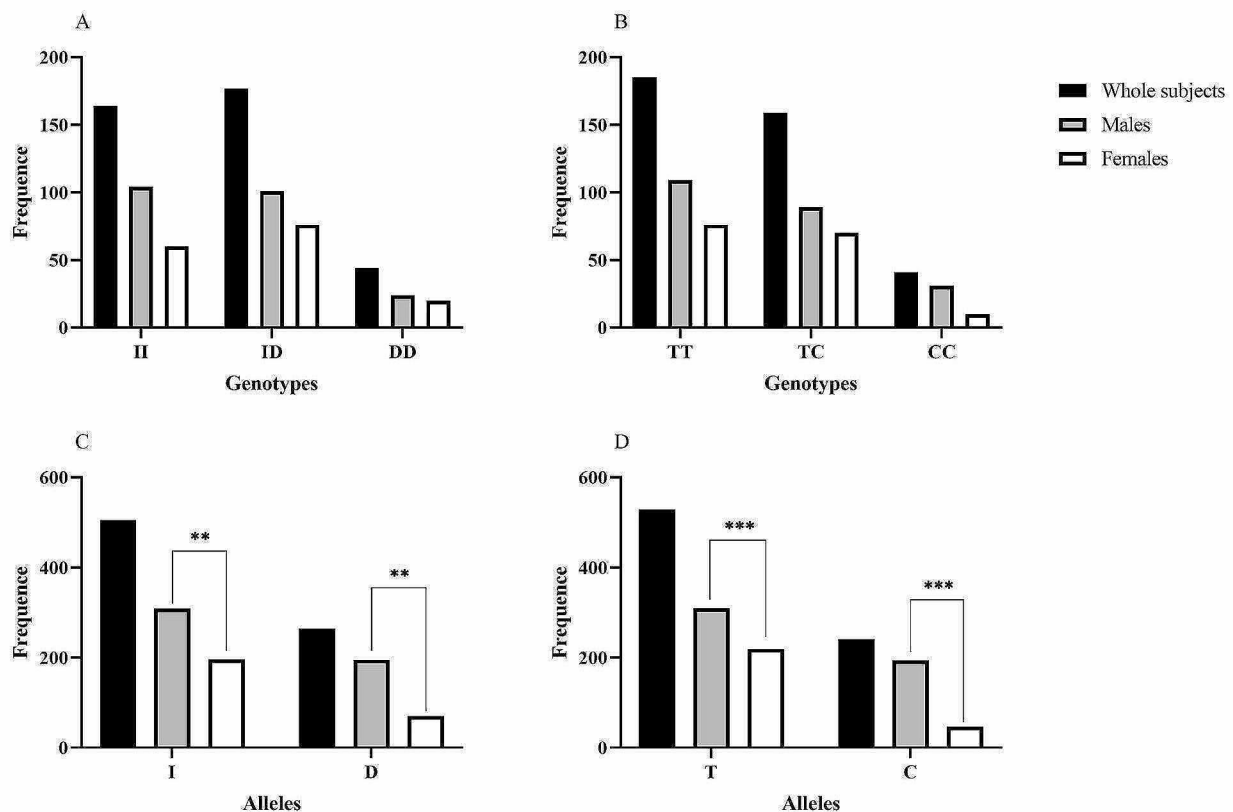 A
Frequence
200
150
100
50
0
II ID DD
Genotypes
B
Frequence
200
150
100
50
0
TT TC CC
Genotypes
Whole subjects
Males
Females
C
Frequence
600
400
200
0
** **
I D
Alleles
D
Frequence
600
400
200
0
*** ***
T C
Alleles